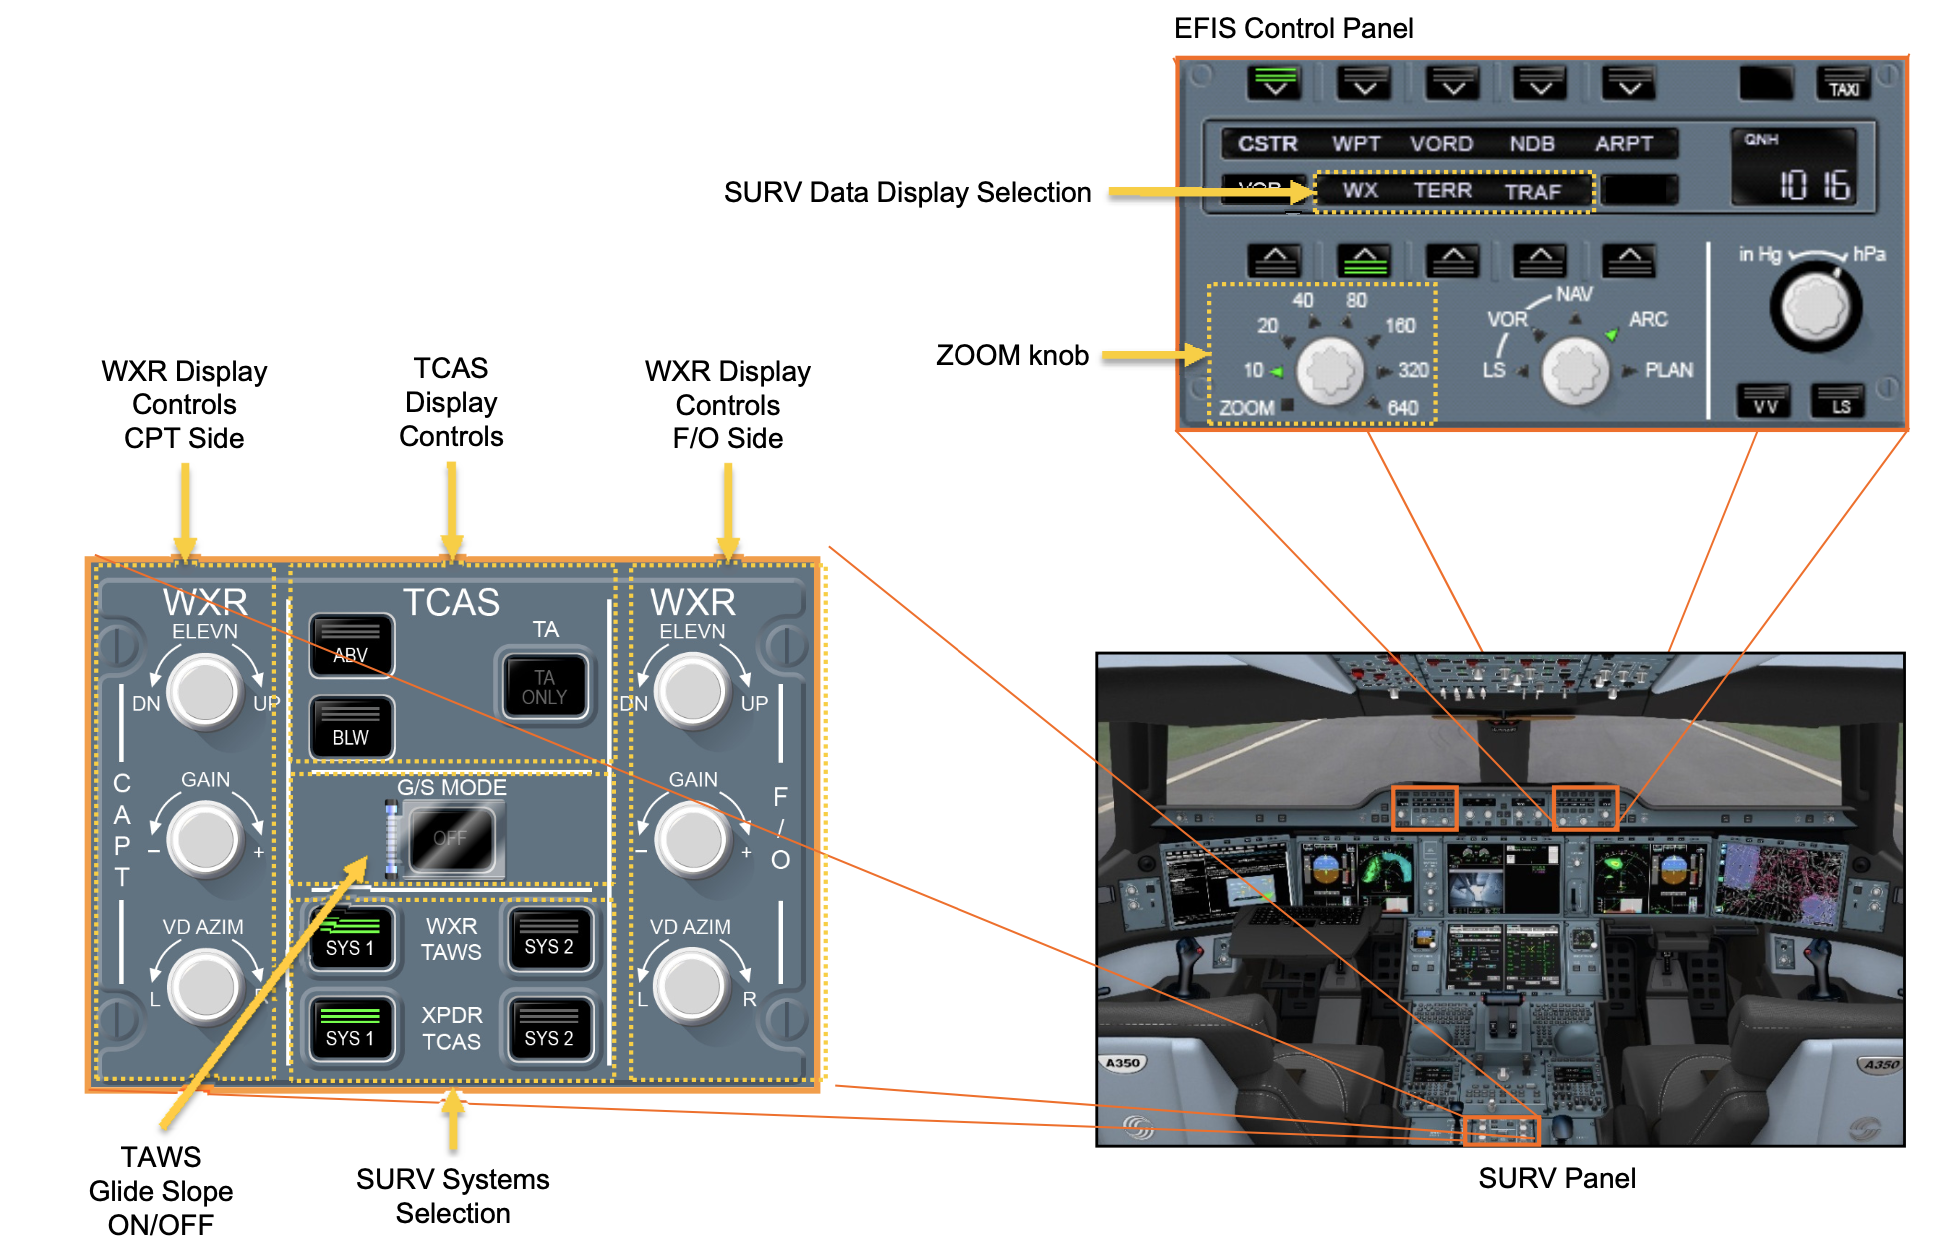 EFIS Control Panel
TAXI
CSTR WPT VORD NDB ARPT
QNH
1016
WX TERR TRAF
SURV Data Display Selection
in Hg hPa
ZOOM knob
10 20 40 80 160 320 640
ZOOM
LS VOR NAV ARC PLAN
VV LS
WXR Display
Controls
CPT Side
TCAS
Display
Controls
WXR Display
Controls
F/O Side
WXR
ELEVN
DN UP
CAPT
GAIN
- +
VD AZIM
L R
TCAS
ABV
BLW
TA
TA
ONLY
G/S MODE
OFF
SYS 1
WXR
TAWS
SYS 2
SYS 1
XPDR
TCAS
SYS 2
WXR
ELEVN
DN UP
F/O
GAIN
- +
VD AZIM
L R
TAWS
Glide Slope
ON/OFF
SURV Systems
Selection
A350
A350
SURV Panel